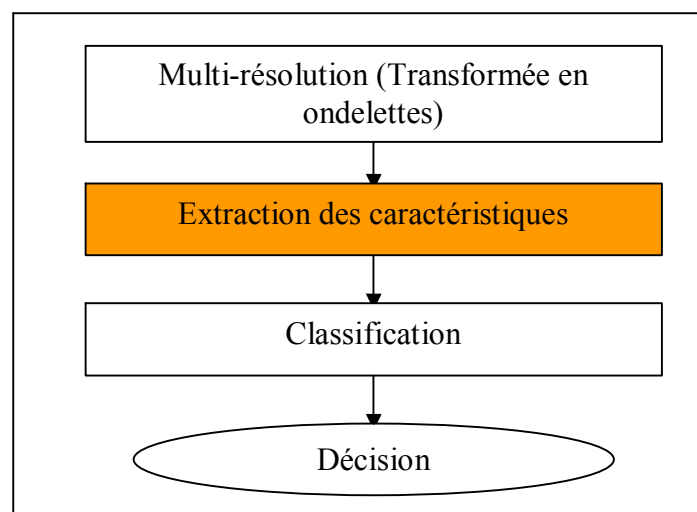 Multi-résolution (Transformée en
ondelettes)
Extraction des caractéristiques
Classification
Décision